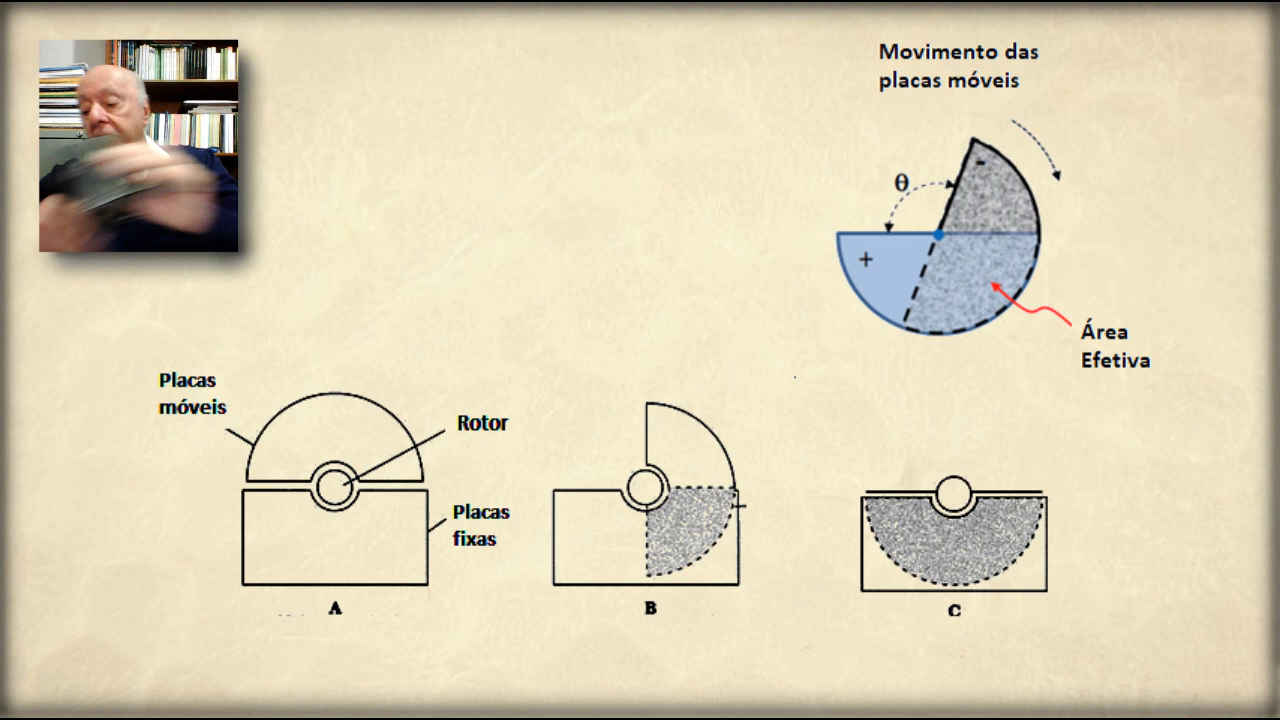 Movimento das
placas móveis
-
θ
+
Área
Efetiva
Placas
móveis
Rotor
Placas
fixas
A
B
C